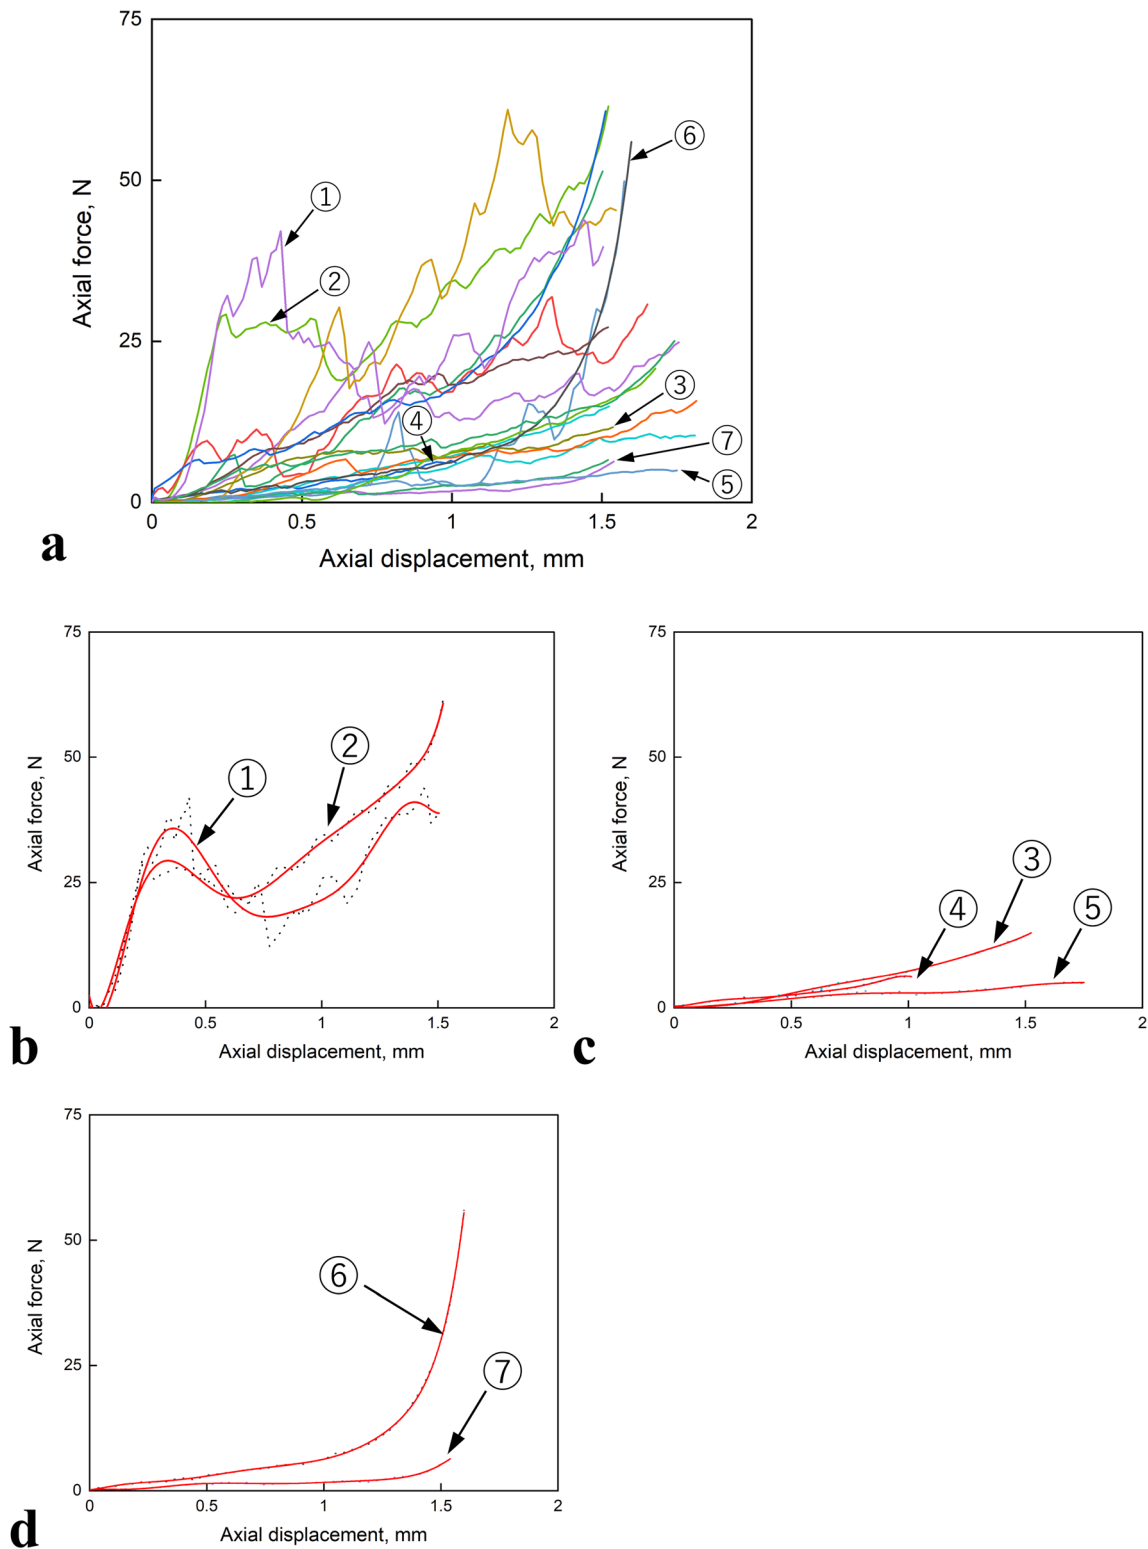 75
50
25
0
Axial force, N
①
②
③
④
⑤
⑥
⑦
0 0.5 1 1.5 2
Axial displacement, mm
a
75
50
25
0
Axial force, N
①
②
0 0.5 1 1.5 2
Axial displacement, mm
b
75
50
25
0
Axial force, N
③
④
⑤
0 0.5 1 1.5 2
Axial displacement, mm
c
75
50
25
0
Axial force, N
⑥
⑦
0 0.5 1 1.5 2
Axial displacement, mm
d